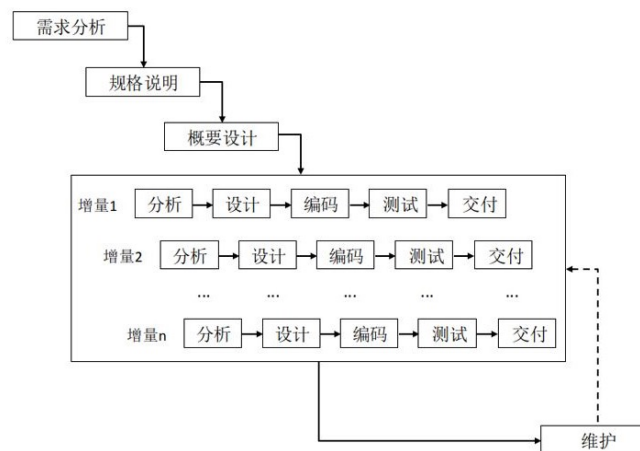 需求分析
规格说明
概要设计
增量1 分析 设计 编码 测试 交付
增量2 分析 设计 编码 测试 交付
... ... ... ... ...
增量n 分析 设计 编码 测试 交付
维护